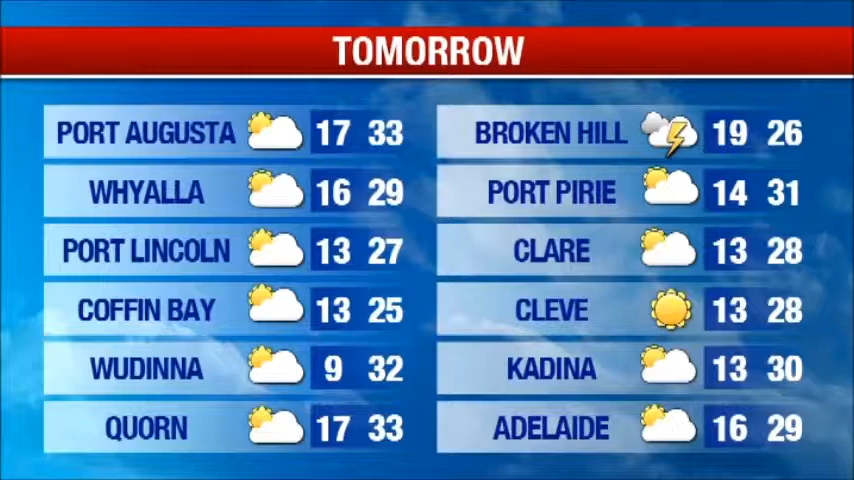 TOMORROW
PORT AUGUSTA 17 33
WHYALLA 16 29
PORT LINCOLN 13 27
COFFIN BAY 13 25
WUDINNA 9 32
QUORN 17 33
BROKEN HILL 19 26
PORT PIRIE 14 31
CLARE 13 28
CLEVE 13 28
KADINA 13 30
ADELAIDE 16 29